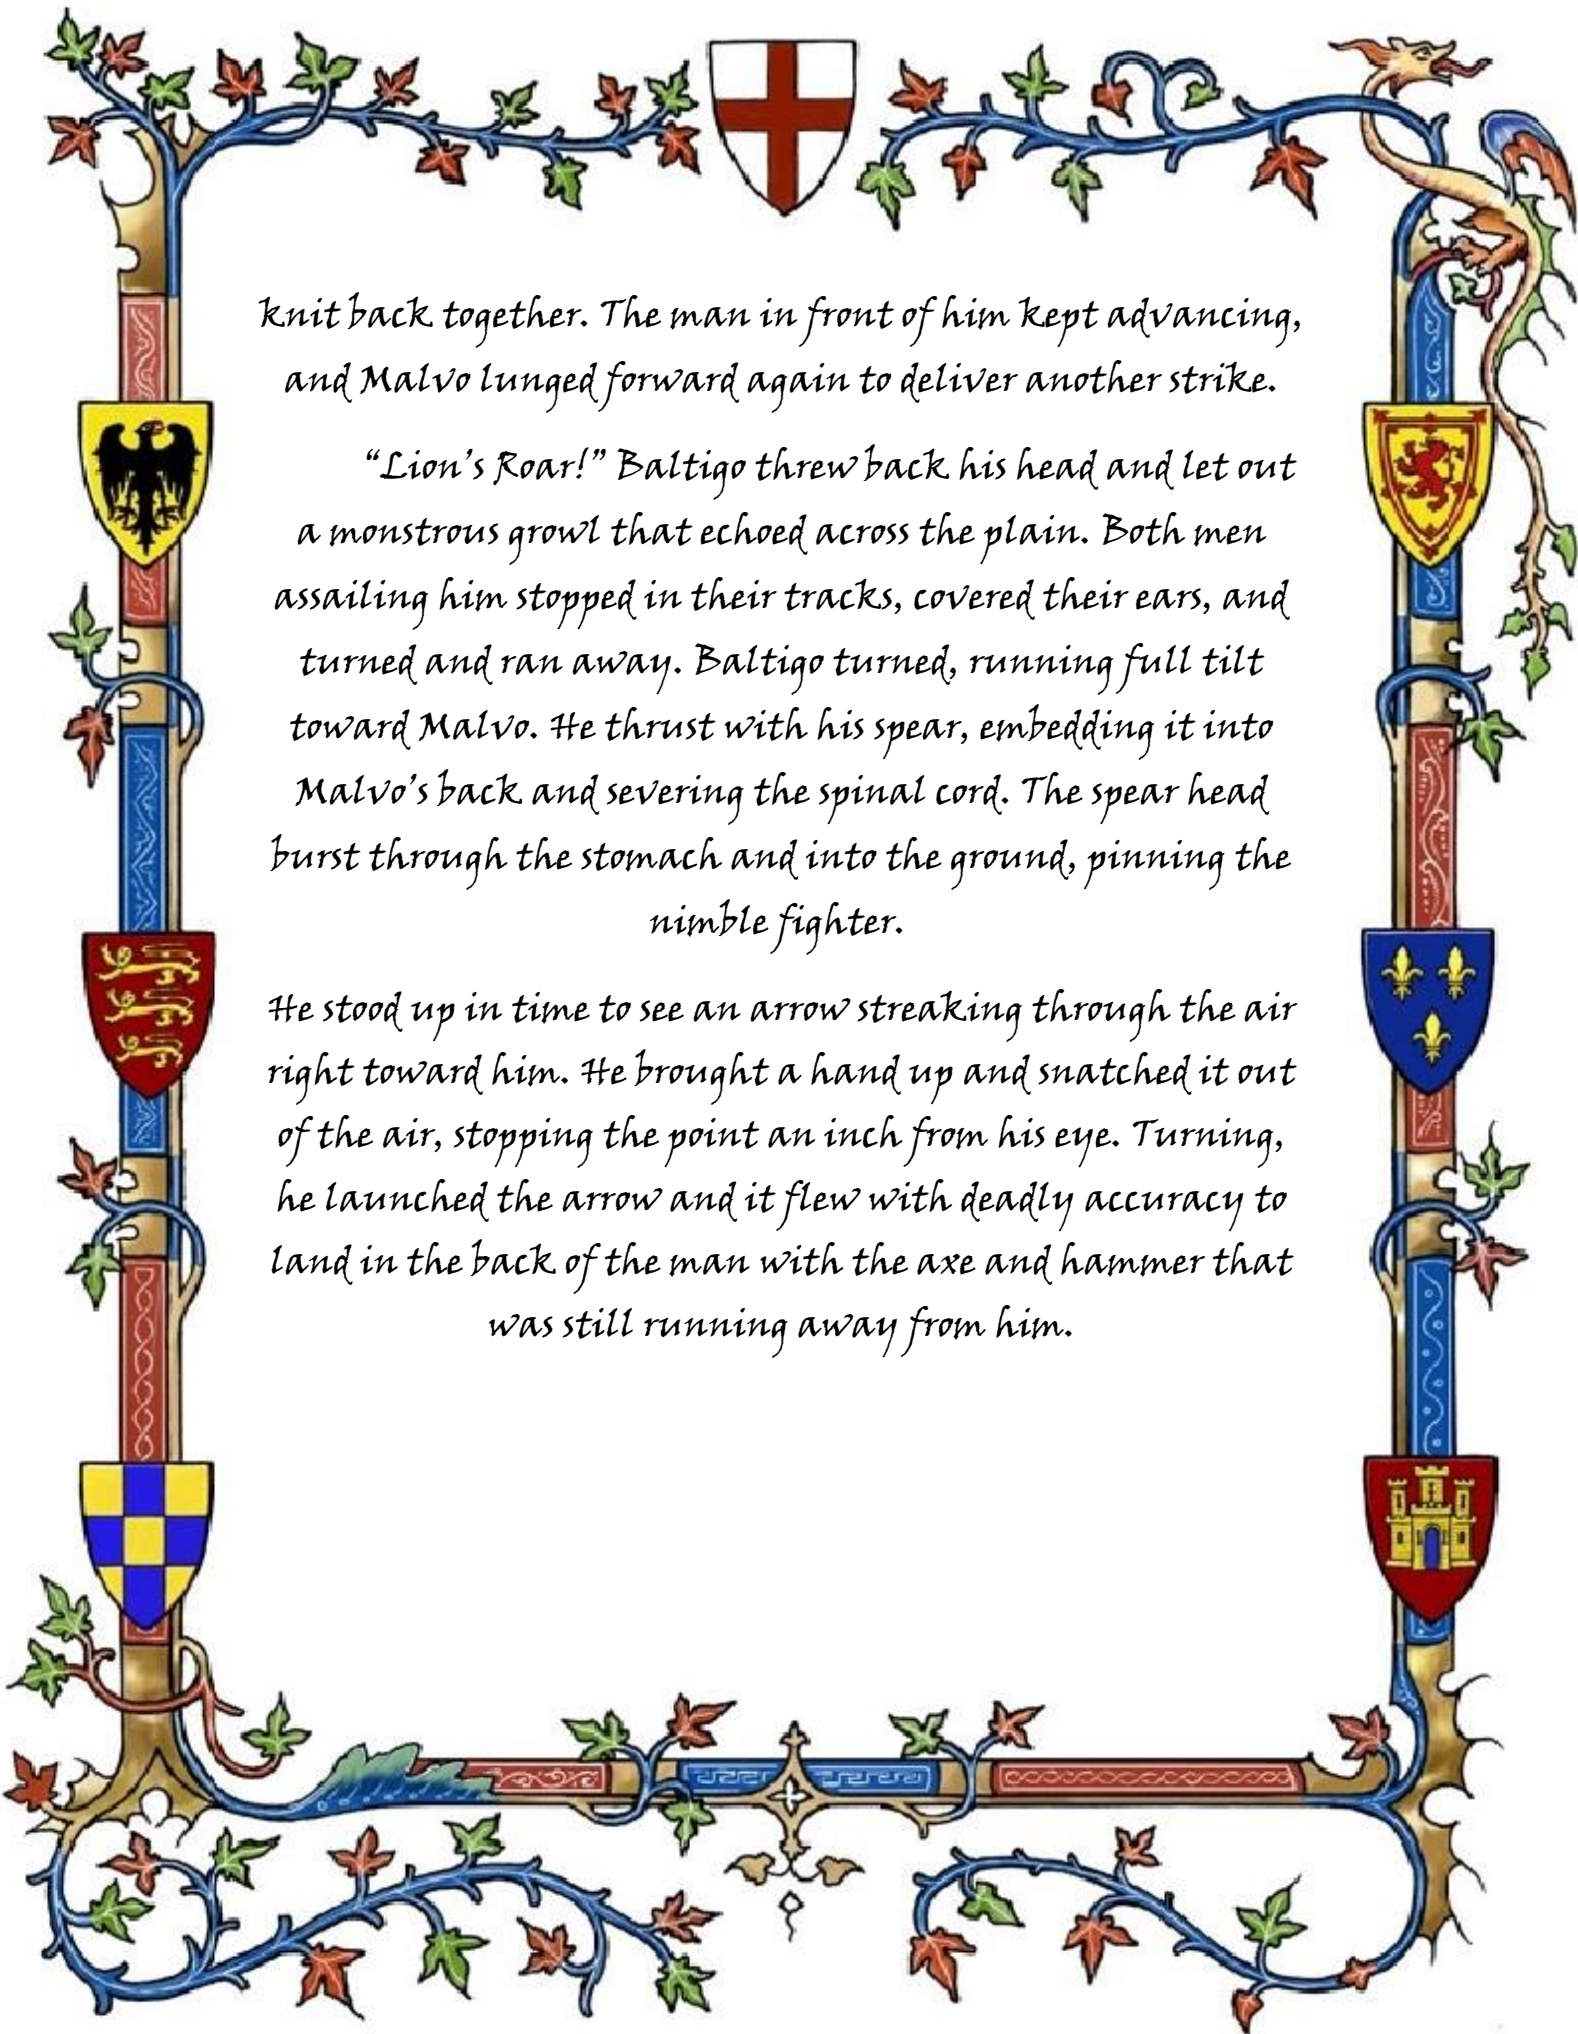 knit back together. The man in front of him kept advancing,
and Malvo lunged forward again to deliver another strike.
“Lion’s Roar!” Baltigo threw back his head and let out
a monstrous growl that echoed across the plain. Both men
assailing him stopped in their tracks, covered their ears, and
turned and ran away. Baltigo turned, running full tilt
toward Malvo. He thrust with his spear, embedding it into
Malvo’s back and severing the spinal cord. The spear head
burst through the stomach and into the ground, pinning the
nimble fighter.
He stood up in time to see an arrow streaking through the air
right toward him. He brought a hand up and snatched it out
of the air, stopping the point an inch from his eye. Turning,
he launched the arrow and it flew with deadly accuracy to
land in the back of the man with the axe and hammer that
was still running away from him.